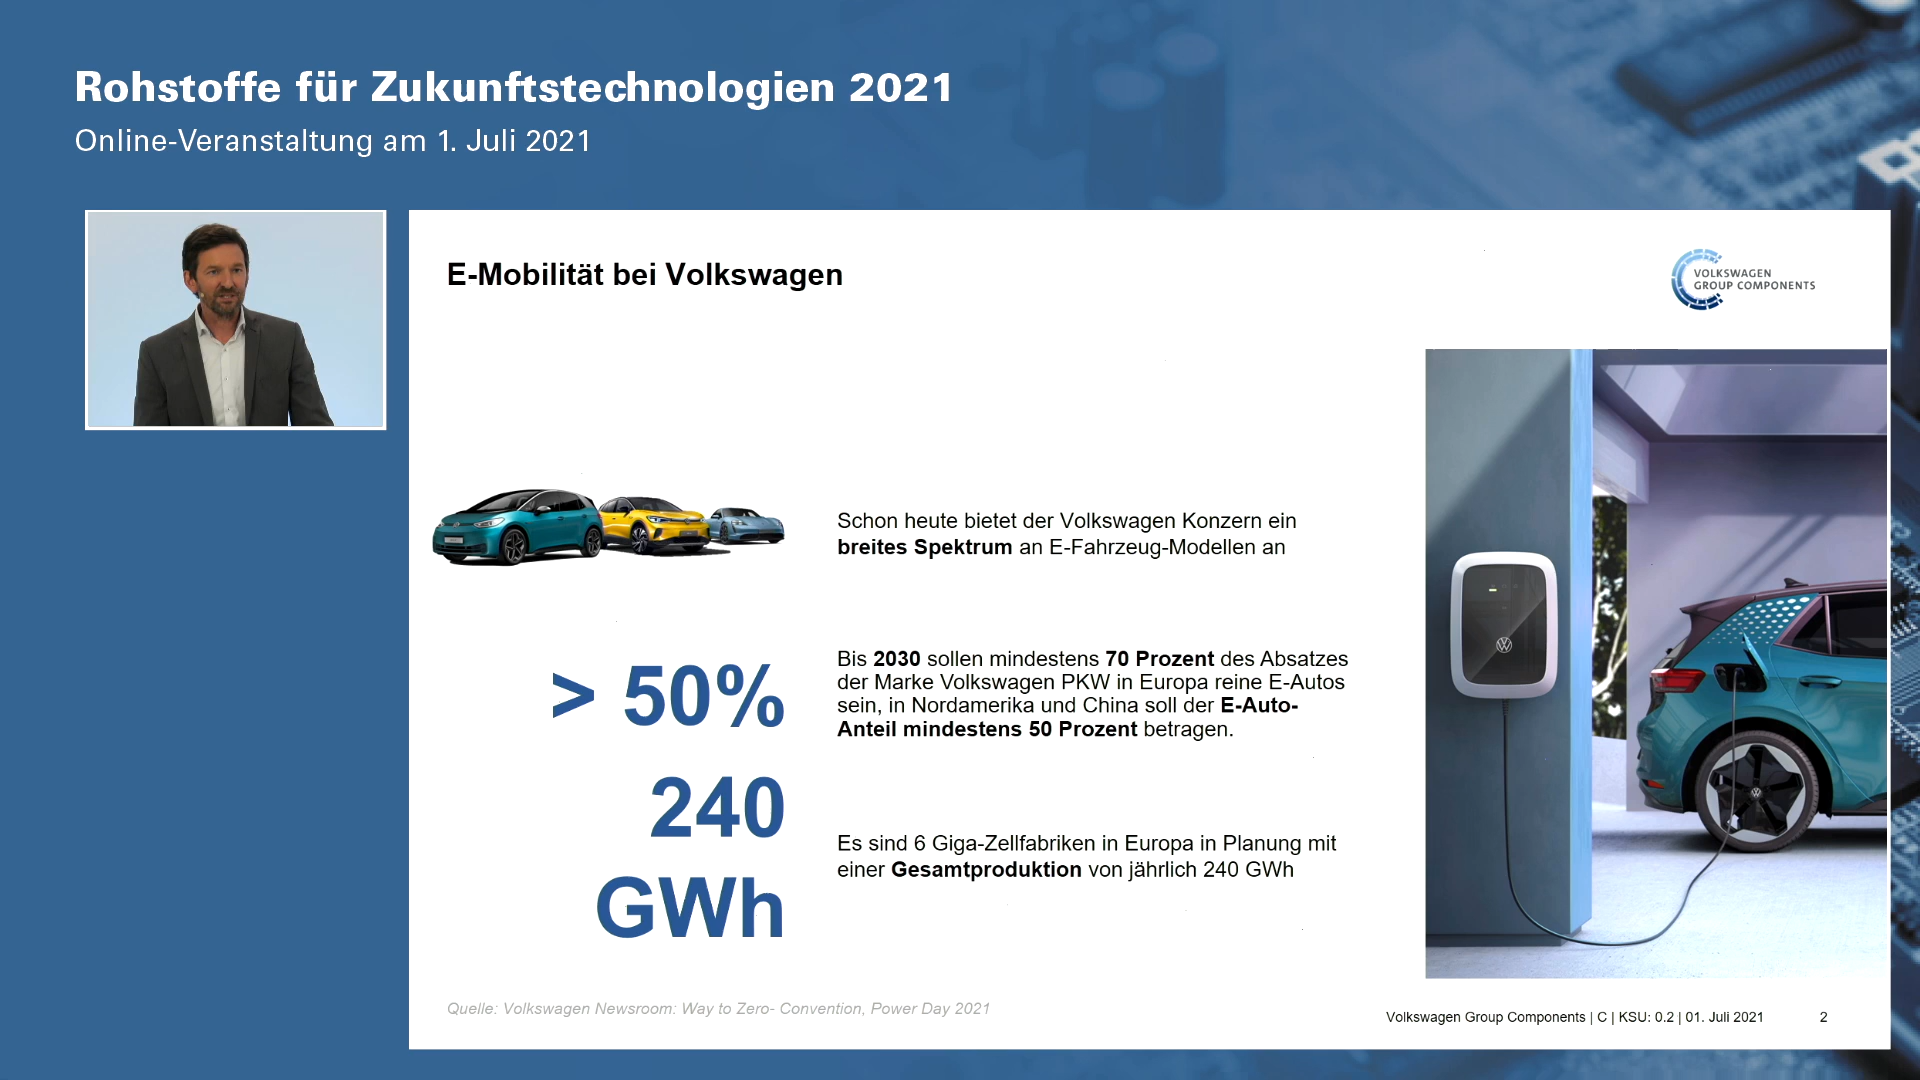 Rohstoffe für Zukunftstechnologien 2021
Online-Veranstaltung am 1. Juli 2021
E-Mobilität bei Volkswagen
VOLKSWAGEN
GROUP COMPONENTS
Schon heute bietet der Volkswagen Konzern ein
breites Spektrum an E-Fahrzeug-Modellen an
> 50%
Bis 2030 sollen mindestens 70 Prozent des Absatzes
der Marke Volkswagen PKW in Europa reine E-Autos
sein, in Nordamerika und China soll der E-Auto-
Anteil mindestens 50 Prozent betragen.
240
GWh
Es sind 6 Giga-Zellfabriken in Europa in Planung mit
einer Gesamtproduktion von jährlich 240 GWh
Quelle: Volkswagen Newsroom: Way to Zero- Convention, Power Day 2021
Volkswagen Group Components | C | KSU: 0.2 | 01. Juli 2021
2